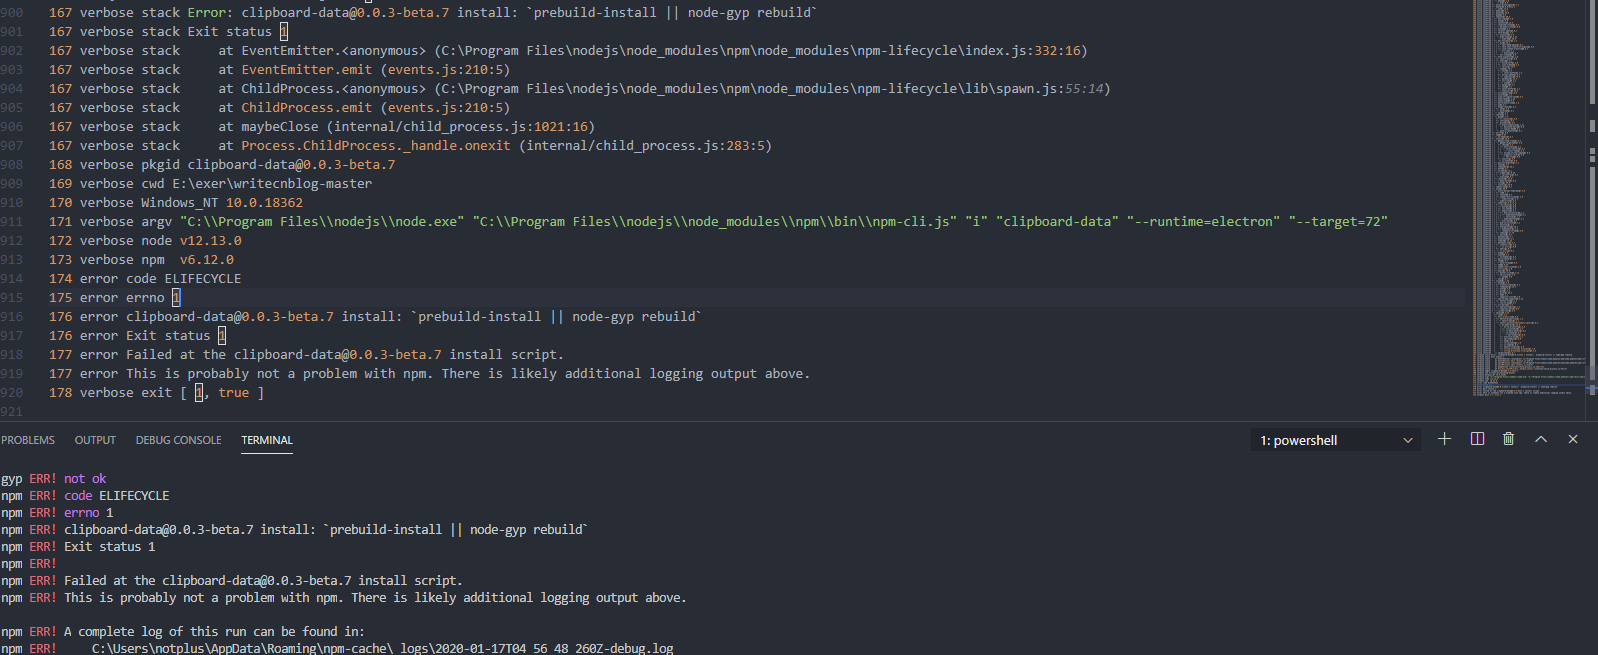 900 167 verbose stack Error: clipboard-data@0.0.3-beta.7 install: `prebuild-install || node-gyp rebuild`
901 167 verbose stack Exit status 1
902 167 verbose stack     at EventEmitter.<anonymous> (C:\Program Files\nodejs\node_modules\npm\node_modules\npm-lifecycle\index.js:332:16)
903 167 verbose stack     at EventEmitter.emit (events.js:210:5)
904 167 verbose stack     at ChildProcess.<anonymous> (C:\Program Files\nodejs\node_modules\npm\node_modules\npm-lifecycle\lib\spawn.js:55:14)
905 167 verbose stack     at ChildProcess.emit (events.js:210:5)
906 167 verbose stack     at maybeClose (internal/child_process.js:1021:16)
907 167 verbose stack     at Process.ChildProcess._handle.onexit (internal/child_process.js:283:5)
908 168 verbose pkgid clipboard-data@0.0.3-beta.7
909 169 verbose cwd E:\exer\writecnblog-master
910 170 verbose Windows_NT 10.0.18362
911 171 verbose argv "C:\\Program Files\\nodejs\\node.exe" "C:\\Program Files\\nodejs\\node_modules\\npm\\bin\\npm-cli.js" "i" "clipboard-data" "--runtime=electron" "--target=72"
912 172 verbose node v12.13.0
913 173 verbose npm  v6.12.0
914 174 error code ELIFECYCLE
915 175 error errno 1
916 176 error clipboard-data@0.0.3-beta.7 install: `prebuild-install || node-gyp rebuild`
917 176 error Exit status 1
918 177 error Failed at the clipboard-data@0.0.3-beta.7 install script.
919 177 error This is probably not a problem with npm. There is likely additional logging output above.
920 178 verbose exit [ 1, true ]
921
PROBLEMS OUTPUT DEBUG CONSOLE TERMINAL 1: powershell
gyp ERR! not ok
npm ERR! code ELIFECYCLE
npm ERR! errno 1
npm ERR! clipboard-data@0.0.3-beta.7 install: `prebuild-install || node-gyp rebuild`
npm ERR! Exit status 1
npm ERR!
npm ERR! Failed at the clipboard-data@0.0.3-beta.7 install script.
npm ERR! This is probably not a problem with npm. There is likely additional logging output above.
npm ERR! A complete log of this run can be found in:
npm ERR!     C:\Users\notplus\AppData\Roaming\npm-cache\_logs\2020-01-17T04_56_48_260Z-debug.log